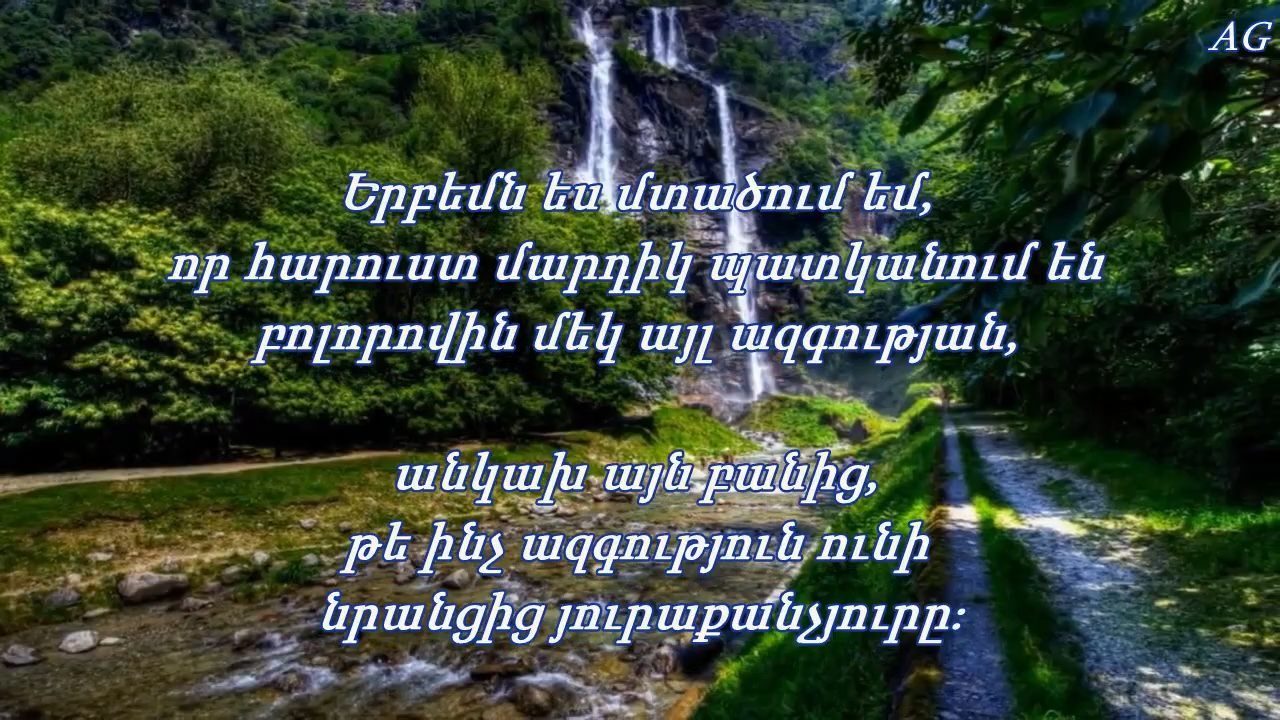 AG
Երբեմն ես մտածում եմ,
որ հարուստ մարդիկ պատկանում են
բոլորովին մեկ այլ ազգության,
անկախ այն բանից,
թե ինչ ազգություն ունի
նրանցից յուրաքանչյուրը: